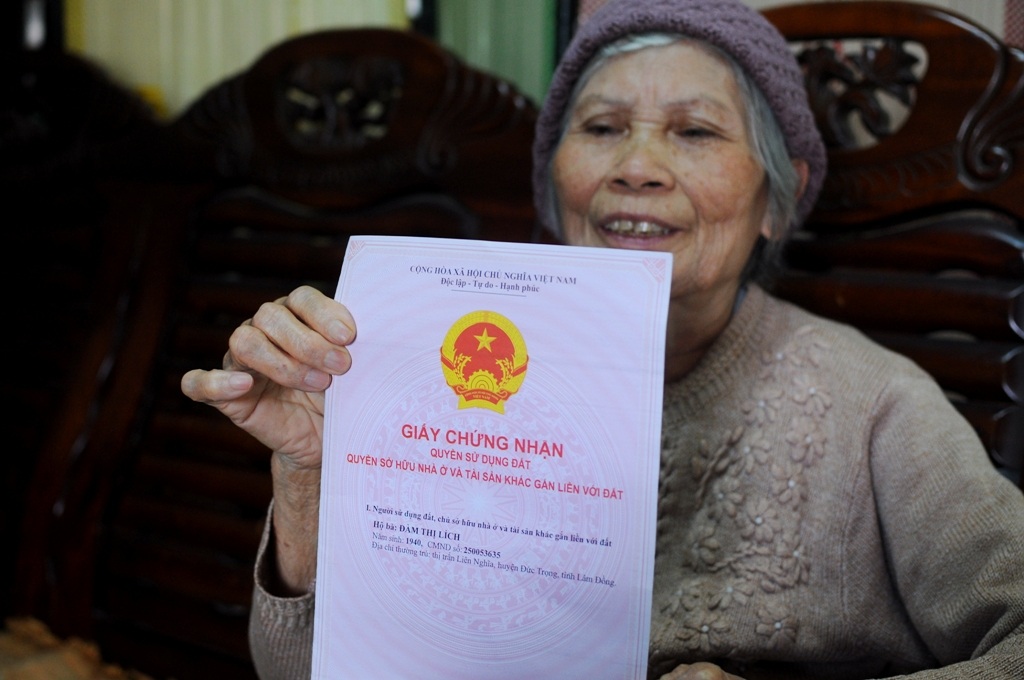 CỘNG HÒA XÃ HỘI CHỦ NGHĨA VIỆT NAM
Độc lập - Tự do - Hạnh phúc
GIẤY CHỨNG NHẬN
QUYỀN SỬ DỤNG ĐẤT
QUYỀN SỞ HỮU NHÀ Ở VÀ TÀI SẢN KHÁC GẮN LIỀN VỚI ĐẤT
I. Người sử dụng đất, chủ sở hữu nhà ở và tài sản khác gắn liền với đất
Hộ bà: ĐÀM THỊ LÍCH
Năm sinh: 1940, CMND số: 250053635
Địa chỉ thường trú: thị trấn Liên Nghĩa, huyện Đức Trọng, tỉnh Lâm Đồng.